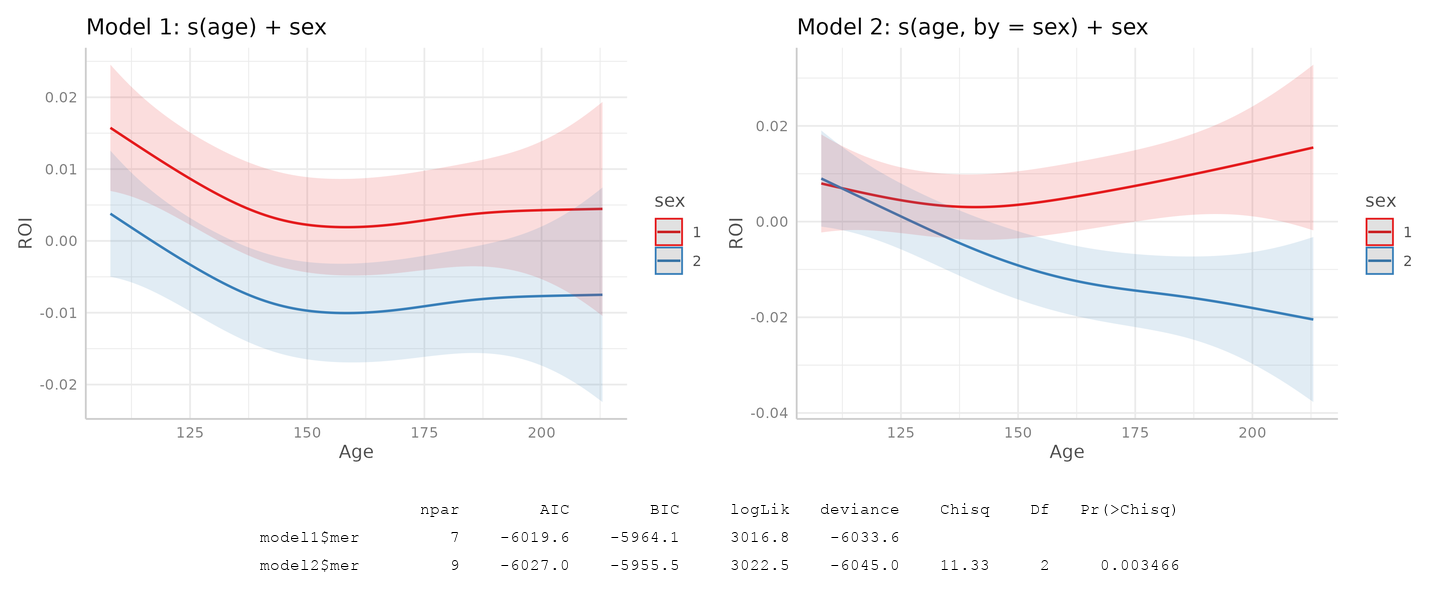 Model 1: s(age) + sex
ROI
0.02
0.01
0.00
-0.01
-0.02
125 150 175 200
Age
sex
1
2
Model 2: s(age, by = sex) + sex
ROI
0.02
0.00
-0.02
-0.04
125 150 175 200
Age
sex
1
2
npar AIC BIC logLik deviance Chisq Df Pr(>Chisq)
model1$mer 7 -6019.6 -5964.1 3016.8 -6033.6
model2$mer 9 -6027.0 -5955.5 3022.5 -6045.0 11.33 2 0.003466